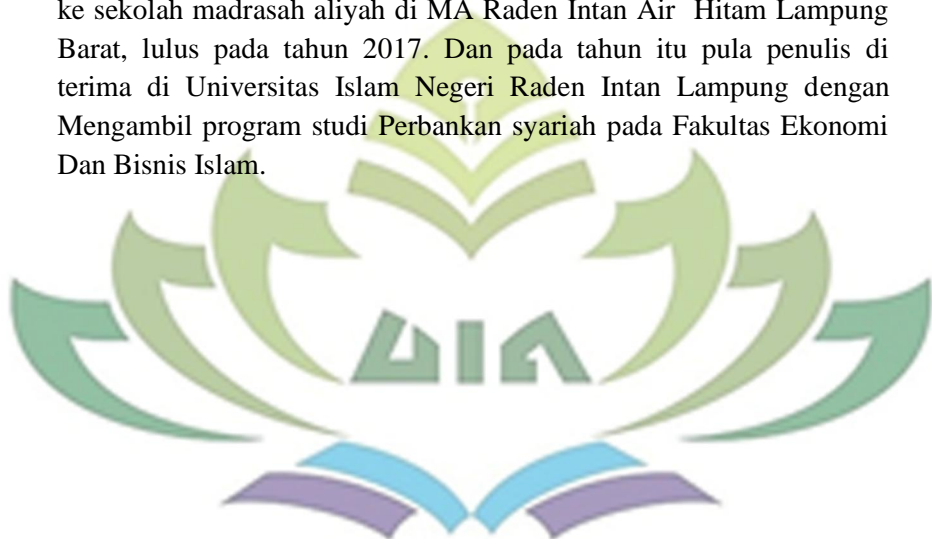 ke sekolah madrasah aliyah di MA Raden Intan Air Hitam Lampung
Barat, lulus pada tahun 2017. Dan pada tahun itu pula penulis di
terima di Universitas Islam Negeri Raden Intan Lampung dengan
Mengambil program studi Perbankan syariah pada Fakultas Ekonomi
Dan Bisnis Islam.
UIN